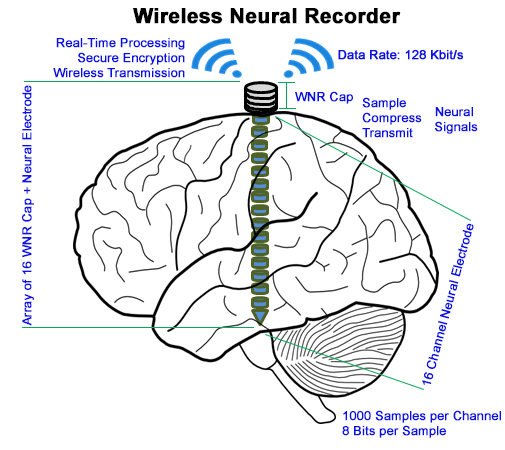 Wireless Neural Recorder
Real-Time Processing
Secure Encryption
Wireless Transmission
Data Rate: 128 Kbit/s
WNR Cap
Sample
Compress
Transmit
Neural
Signals
Array of 16 WNR Cap + Neural Electrode
16 Channel Neural Electrode
1000 Samples per Channel
8 Bits per Sample